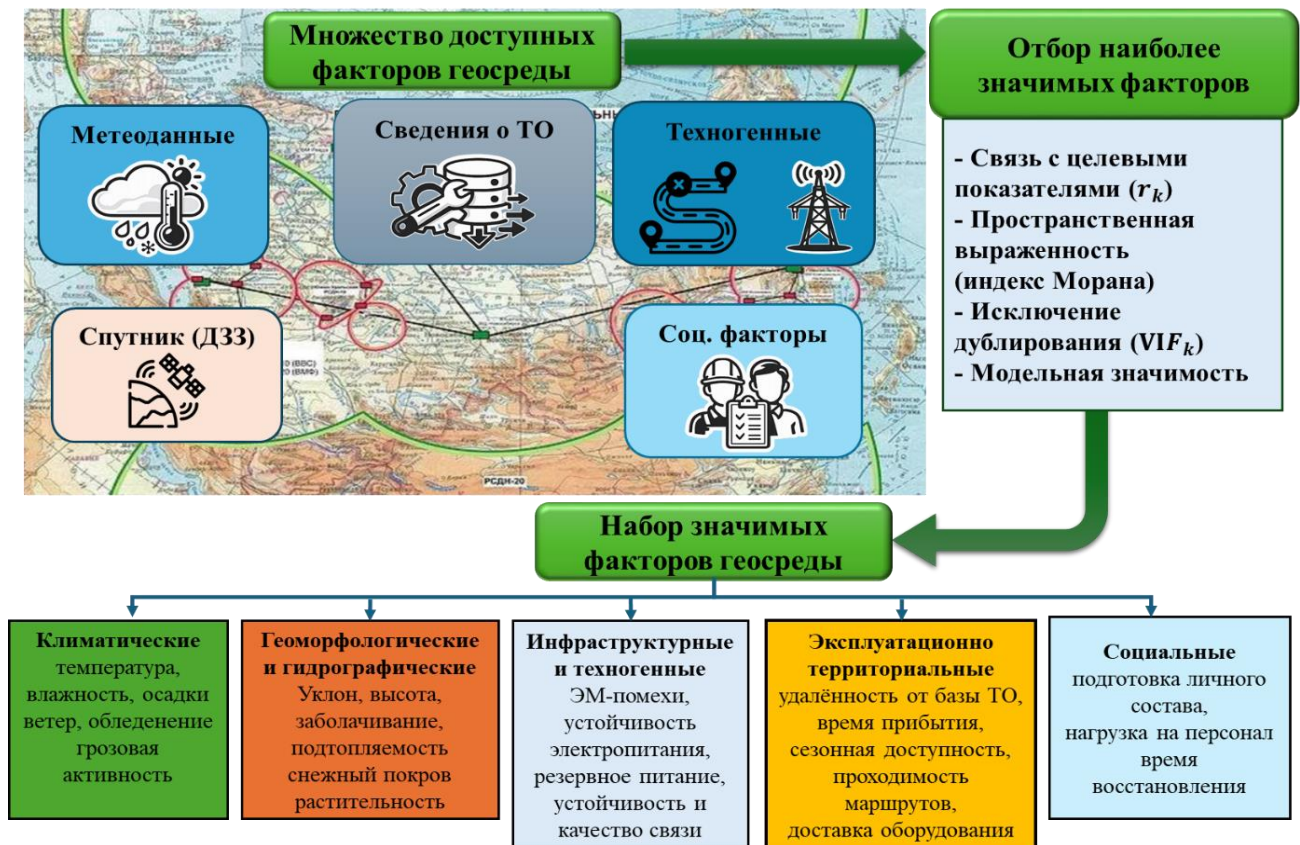 Множество доступных
факторов геосреды
Отбор наиболее
значимых факторов
Метеоданные
Сведения о ТО
Техногенные
Спутник (ДЗЗ)
Соц. факторы
РСДН-20
- Связь с целевыми
показателями (rₖ)
- Пространственная
выраженность
(индекс Морана)
- Исключение
дублирования (VIFₖ)
- Модельная значимость
Набор значимых
факторов геосреды
Климатические
температура,
влажность, осадки
ветер, обледенение
грозовая
активность
Геоморфологические
и гидрографические
Уклон, высота,
заболачивание,
подтопляемость
снежный покров
растительность
Инфраструктурные
и техногенные
ЭМ-помехи,
устойчивость
электропитания,
резервное питание,
устойчивость и
качество связи
Эксплуатационно
территориальные
удалённость от базы ТО,
время прибытия,
сезонная доступность,
проходимость
маршрутов,
доставка оборудования
Социальные
подготовка личного
состава,
нагрузка на персонал
время
восстановления